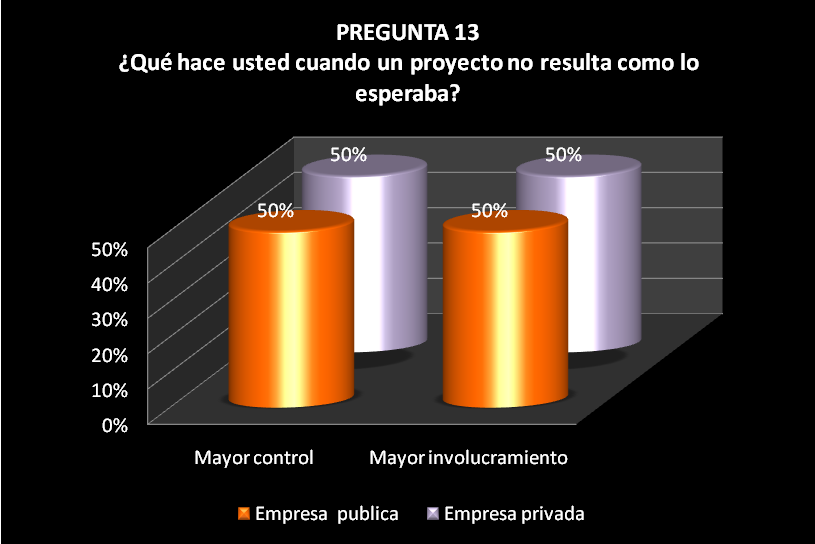 PREGUNTA 13
¿Qué hace usted cuando un proyecto no resulta como lo
esperaba?
50% 50%
50% 50%
50%
40%
30%
20%
10%
0%
Mayor control Mayor involucramiento
Empresa publica Empresa privada